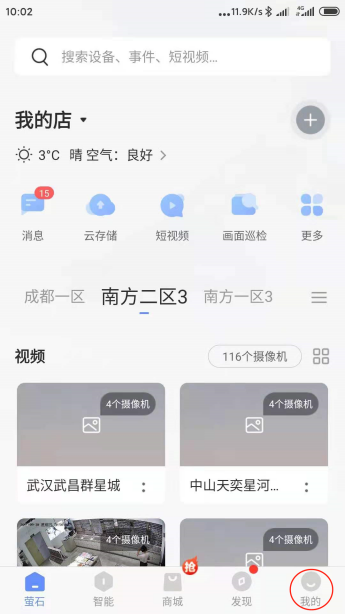 10:02
...11.9K/s 4G
搜索设备、事件、短视频...
我的店
3°C 晴 空气：良好
15
消息 云存储 短视频 画面巡检 更多
成都一区 南方二区3 南方一区3
视频
116个摄像机
4个摄像机 4个摄像机
武汉武昌群星城 中山天奕星河...
4个摄像机 4个摄像机
抢
萤石 智能 商城 发现 我的